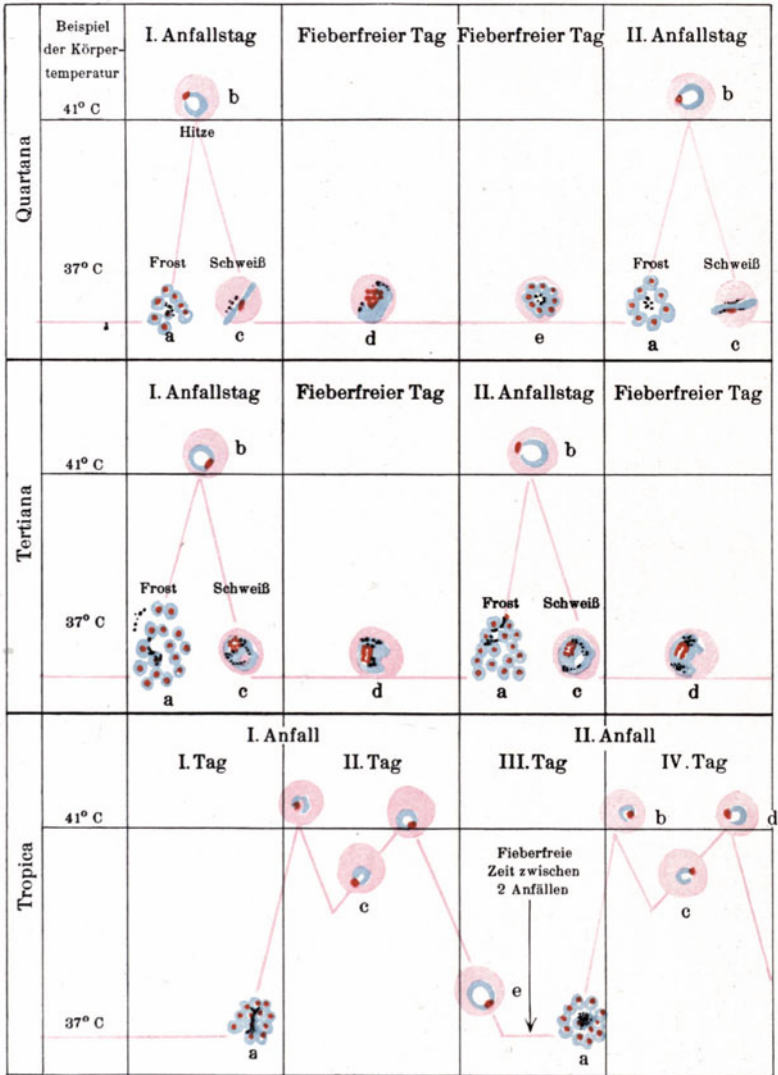 Beispiel
der Körper-
temperatur
I. Anfallstag
Fieberfreier Tag
Fieberfreier Tag
II. Anfallstag
41° C
b
b
Hitze
Quartana
37° C
Frost
Schweiß
Frost
Schweiß
a
c
d
e
a
c
I. Anfallstag
Fieberfreier Tag
II. Anfallstag
Fieberfreier Tag
b
b
41° C
Tertiana
Frost
Schweiß
Frost
Schweiß
37° C
a
c
d
a
c
d
I. Anfall
II. Anfall
I. Tag
II. Tag
III. Tag
IV. Tag
41° C
b
d
Tropica
Fieberfreie
Zeit zwischen
2 Anfällen
c
c
e
37° C
a
a